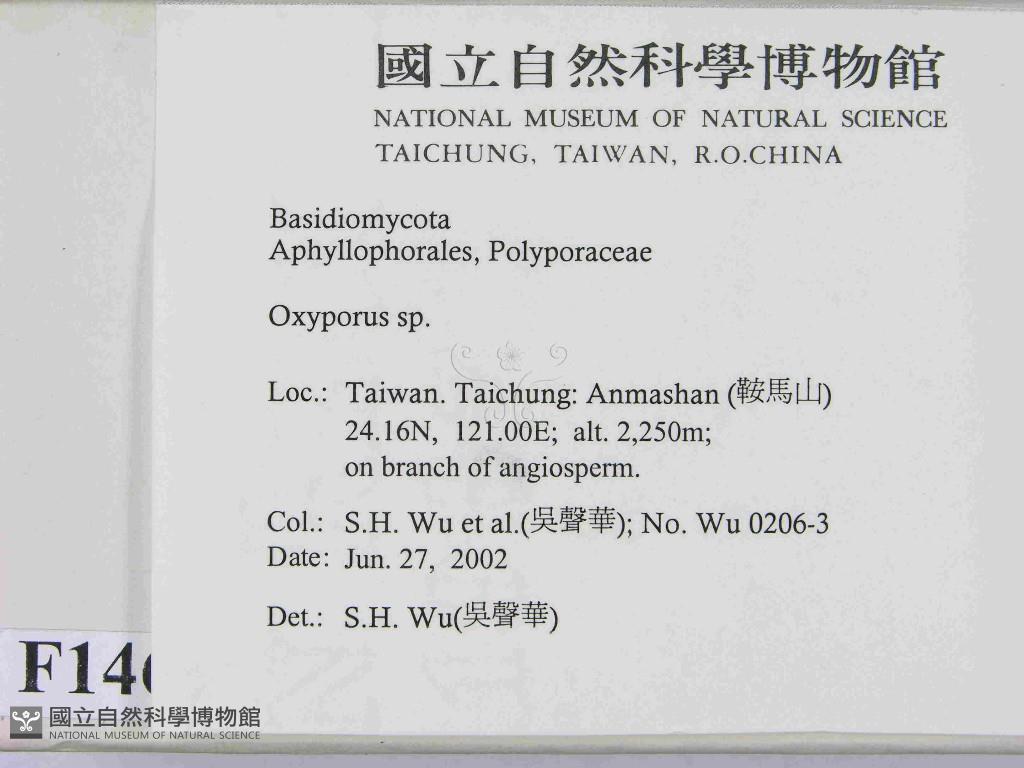 國立自然科學博物館
NATIONAL MUSEUM OF NATURAL SCIENCE
TAICHUNG, TAIWAN, R.O.CHINA
Basidiomycota
Aphyllophorales, Polyporaceae
Oxyporus sp.
Loc.: Taiwan. Taichung: Anmashan (鞍馬山)
24.16N, 121.00E; alt. 2,250m;
on branch of angiosperm.
Col.: S.H. Wu et al.(吳聲華); No. Wu 0206-3
Date: Jun. 27, 2002
Det.: S.H. Wu(吳聲華)
國立自然科學博物館
NATIONAL MUSEUM OF NATURAL SCIENCE